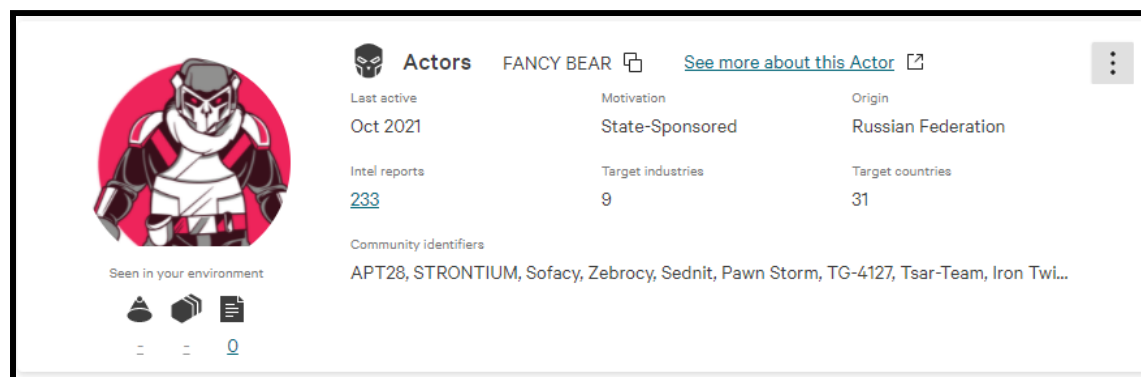 Actors FANCY BEAR See more about this Actor
Last active Motivation Origin
Oct 2021 State-Sponsored Russian Federation
Intel reports Target industries Target countries
233 9 31
Community identifiers
APT28, STRONTIUM, Sofacy, Zebrocy, Sednit, Pawn Storm, TG-4127, Tsar-Team, Iron Twi...
Seen in your environment
- - 0